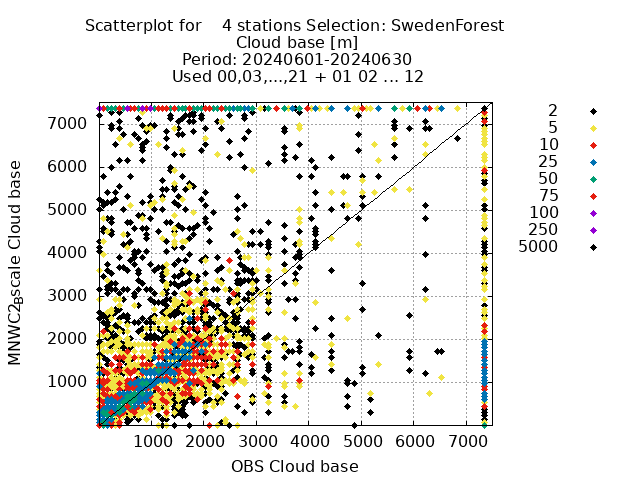 Scatterplot for 4 stations Selection: SwedenForest
Cloud base [m]
Period: 20240601-20240630
Used 00,03,...,21 + 01 02 ... 12
MNWC2Bscale Cloud base
7000
6000
5000
4000
3000
2000
1000
1000 2000 3000 4000 5000 6000 7000
OBS Cloud base
2
5
10
25
50
75
100
250
5000